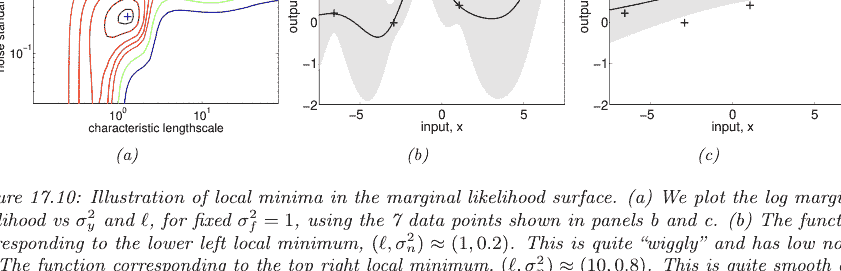 noise standar
10⁻¹
10⁰
10¹
characteristic lengthscale
(a)
output
0
−1
−2
−5
0
5
input, x
(b)
output
0
−1
−2
−5
0
5
input, x
(c)
ure 17.10: Illustration of local minima in the marginal likelihood surface. (a) We plot the log margin
lihood vs σ²_y and ℓ, for fixed σ²_f = 1, using the 7 data points shown in panels b and c. (b) The funct
responding to the lower left local minimum, (ℓ, σ²_n) ≈ (1, 0.2). This is quite “wiggly” and has low no
The function corresponding to the top right local minimum, (ℓ, σ²_n) ≈ (10, 0.8). This is quite smooth